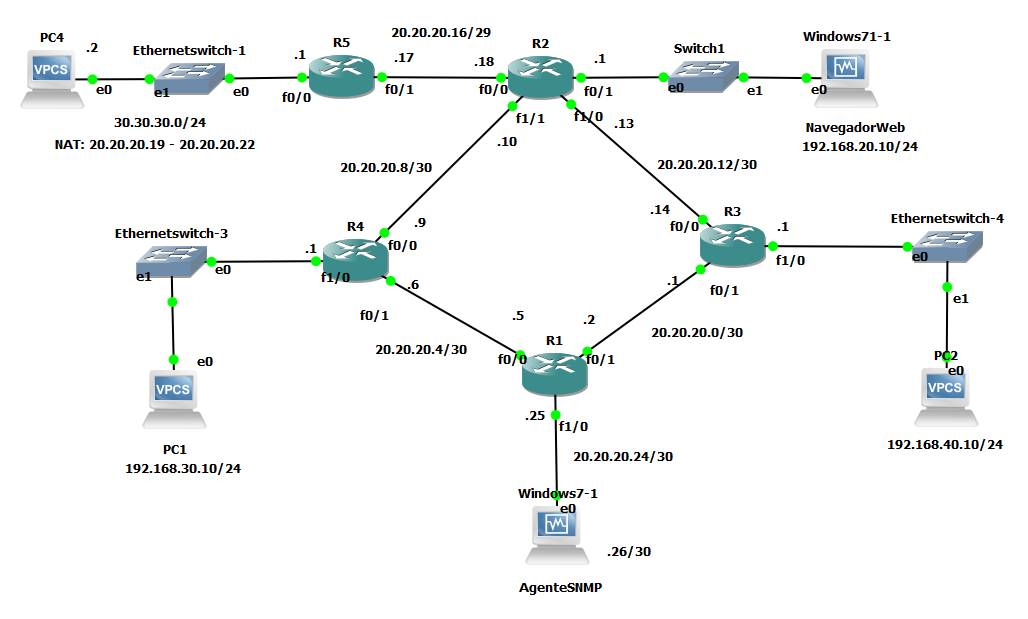 PC4
.2
VPCS
e0
Ethernetswitch-1
e1
e0
30.30.30.0/24
NAT: 20.20.20.19 - 20.20.20.22
R5
.1
.17
f0/0
f0/1
20.20.20.16/29
R2
.18
.1
f0/0
f0/1
f1/1
f1/0
.10
.13
Switch1
e0
e1
Windows71-1
e0
NavegadorWeb
192.168.20.10/24
20.20.20.8/30
20.20.20.12/30
Ethernetswitch-3
e1
e0
R4
.9
.1
f0/0
f1/0
.6
f0/1
R3
.14
.1
f0/0
f1/0
.1
f0/1
Ethernetswitch-4
e0
e1
20.20.20.4/30
20.20.20.0/30
R1
.5
.2
f0/0
f0/1
.25
f1/0
e0
VPCS
PC1
192.168.30.10/24
PC2
e0
VPCS
192.168.40.10/24
20.20.20.24/30
Windows7-1
e0
.26/30
AgenteSNMP